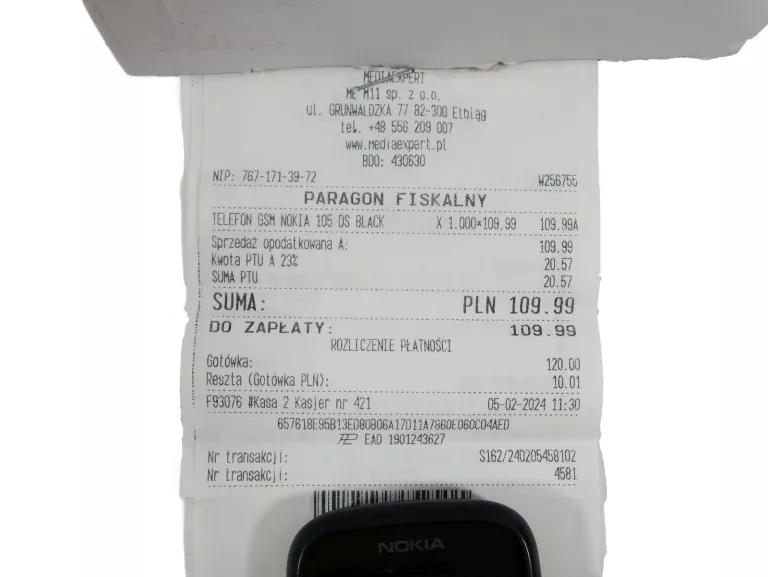 MEDIAEXPERT
ME M11 sp. z o.o.
ul. GRUNWALDZKA 77 82-300 Elbląg
tel. +48 556 209 007
www.mediaexpert.pl
BDO: 430630
NIP: 767-171-39-72 W256755
PARAGON FISKALNY
TELEFON GSM NOKIA 105 DS BLACK X 1.000*109.99 109.99A
Sprzedaż opodatkowana A: 109.99
Kwota PTU A 23% 20.57
SUMA PTU 20.57
SUMA: PLN 109.99
DO ZAPŁATY: 109.99
ROZLICZENIE PŁATNOŚCI
Gotówka: 120.00
Reszta (Gotówka PLN): 10.01
F93076 #Kasa 2 Kasjer nr 421 05-02-2024 11:30
657618E95B13ED80B06A17D11A7860E060CC04AED
EAD 1901243627
Nr transakcji: S162/240205458102
Nr transakcji: 4581
NOKIA